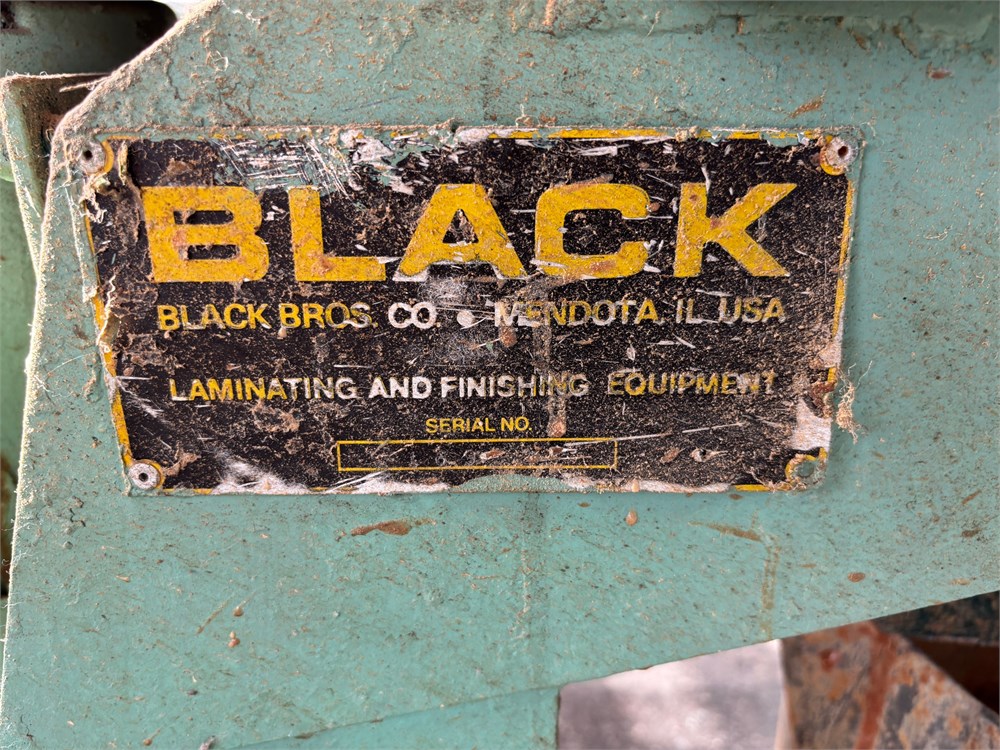 BLACK
BLACK BROS. CO. • MENDOTA, IL USA
LAMINATING AND FINISHING EQUIPMENT
SERIAL NO.